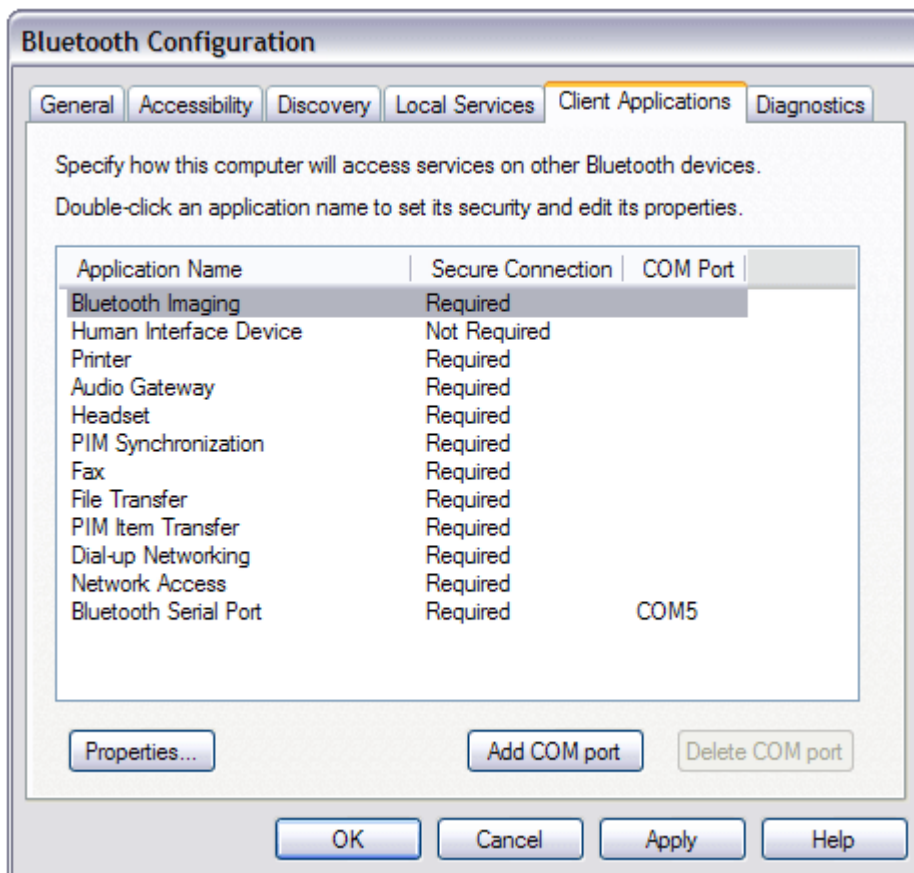 Bluetooth Configuration
General Accessibility Discovery Local Services Client Applications Diagnostics
Specify how this computer will access services on other Bluetooth devices.
Double-click an application name to set its security and edit its properties.
Application Name Secure Connection COM Port
Bluetooth Imaging Required
Human Interface Device Not Required
Printer Required
Audio Gateway Required
Headset Required
PIM Synchronization Required
Fax Required
File Transfer Required
PIM Item Transfer Required
Dial-up Networking Required
Network Access Required
Bluetooth Serial Port Required COM5
Properties... Add COM port Delete COM port
OK Cancel Apply Help